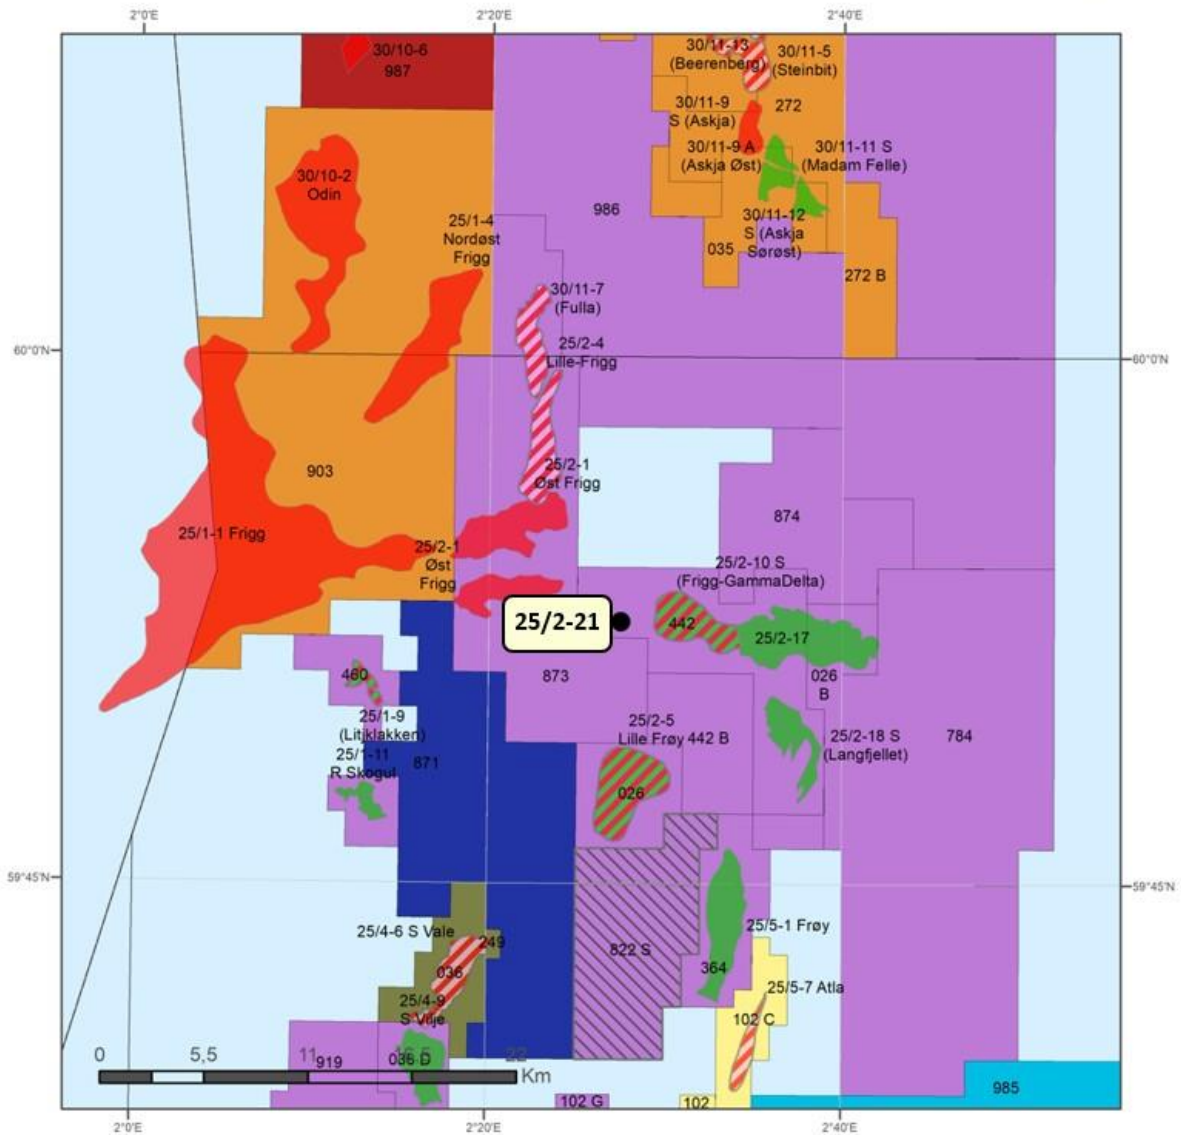 2°0'E
2°20'E
2°40'E
30/10-6
987
30/11-13
(Beerenberg)
30/11-5
(Steinbit)
30/11-9
S (Askja)
272
30/11-9 A
(Askja Øst)
30/11-11 S
(Madam Felle)
30/10-2
Odin
986
25/1-4
Nordøst
Frigg
30/11-12
S (Askja
Sørøst)
035
272 B
30/11-7
(Fulla)
25/2-4
Lille-Frigg
60°0'N
60°0'N
903
25/2-1
Øst Frigg
874
25/1-1 Frigg
25/2-1
Øst
Frigg
25/2-10 S
(Frigg-GammaDelta)
25/2-21
442
25/2-17
026
B
460
873
25/1-9
(Litjklakken)
25/2-5
Lille Frøy
442 B
25/2-18 S
(Langfjellet)
784
25/1-11
R Skogul
871
026
59°45'N
59°45'N
25/4-6 S Vale
249
036
822 S
25/5-1 Frøy
364
25/5-7 Atla
25/4-9
S Vilje
102 C
0
5,5
11
16,5
22
Km
919
036 D
985
102 G
102
2°0'E
2°20'E
2°40'E